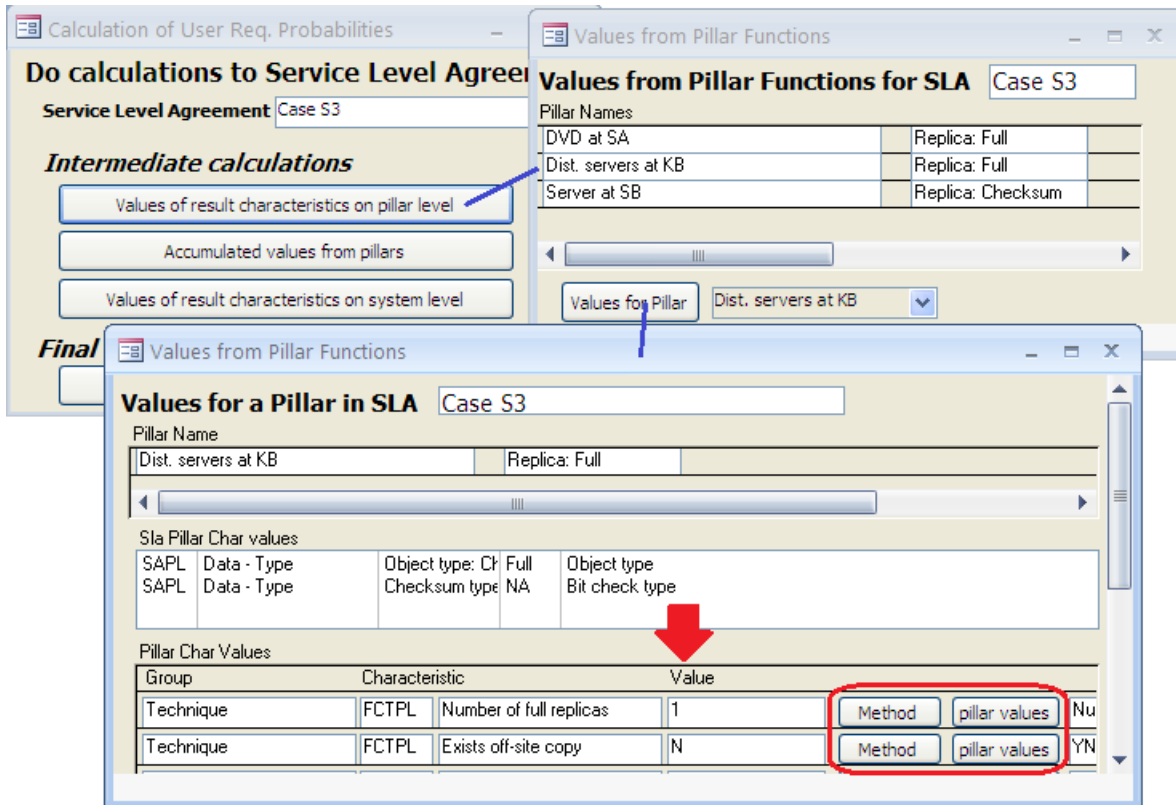 Calculation of User Req. Probabilities
Do calculations to Service Level Agreer
Service Level Agreement Case S3
Intermediate calculations
Values of result characteristics on pillar level
Accumulated values from pillars
Values of result characteristics on system level
Final
Values from Pillar Functions
Values from Pillar Functions for SLA Case S3
Pillar Names
DVD at SA Replica: Full
Dist. servers at KB Replica: Full
Server at SB Replica: Checksum
Values for Pillar Dist. servers at KB
Values from Pillar Functions
Values for a Pillar in SLA Case S3
Pillar Name
Dist. servers at KB Replica: Full
Sla Pillar Char values
SAPL Data - Type Object type: Ch Full Object type
SAPL Data - Type Checksum type NA Bit check type
Pillar Char Values
Group Characteristic Value
Technique FCTPL Number of full replicas 1 Method pillar values Nu
Technique FCTPL Exists off-site copy N Method pillar values YN